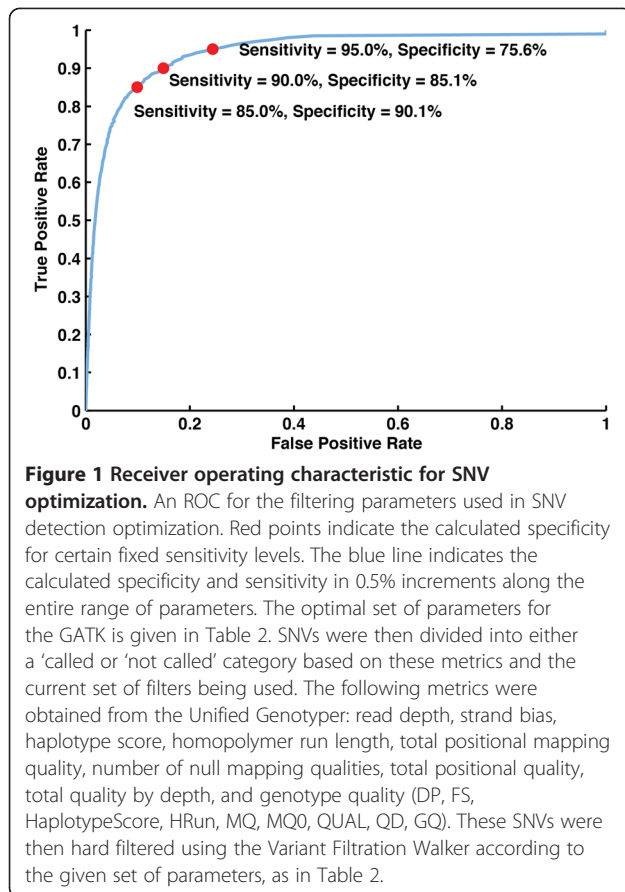 1
0.9
0.8
0.7
0.6
0.5
0.4
0.3
0.2
0.1
0
True Positive Rate
Sensitivity = 95.0%, Specificity = 75.6%
Sensitivity = 90.0%, Specificity = 85.1%
Sensitivity = 85.0%, Specificity = 90.1%
0 0.2 0.4 0.6 0.8 1
False Positive Rate
Figure 1 Receiver operating characteristic for SNV
optimization. An ROC for the filtering parameters used in SNV
detection optimization. Red points indicate the calculated specificity
for certain fixed sensitivity levels. The blue line indicates the
calculated specificity and sensitivity in 0.5% increments along the
entire range of parameters. The optimal set of parameters for
the GATK is given in Table 2. SNVs were then divided into either
a ‘called or ‘not called’ category based on these metrics and the
current set of filters being used. The following metrics were
obtained from the Unified Genotyper: read depth, strand bias,
haplotype score, homopolymer run length, total positional mapping
quality, number of null mapping qualities, total positional quality,
total quality by depth, and genotype quality (DP, FS,
HaplotypeScore, HRun, MQ, MQ0, QUAL, QD, GQ). These SNVs were
then hard filtered using the Variant Filtration Walker according to
the given set of parameters, as in Table 2.